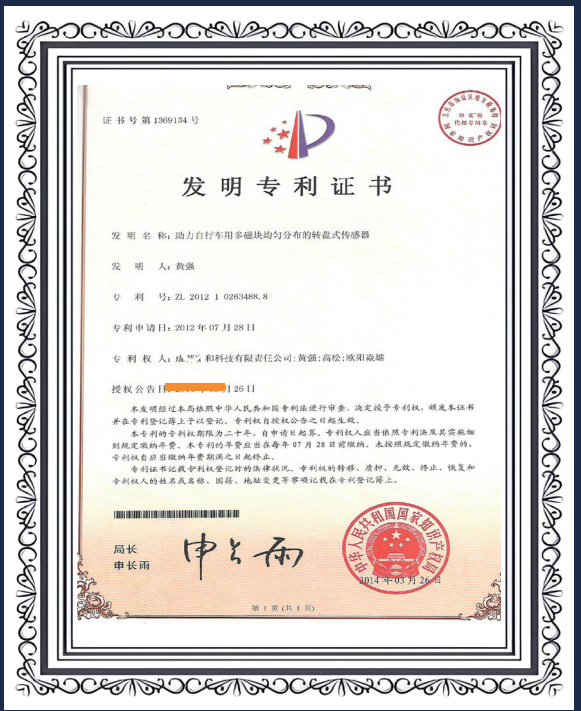 证书号第1369134号
发明专利证书
发明名称:助力自行车用多磁块均匀分布的转盘式传感器
发明人:黄强
专利号:ZL 2012 1 0263488.8
专利申请日:2012年07月28日
专利权人:成 和科技有限责任公司;黄强;高松;欧阳焱雄
授权公告日 月26日
本发明经过本局依照中华人民共和国专利法进行审查,决定授予专利权,颁发本证书
并在专利登记簿上予以登记。专利权自授权公告之日起生效。
本专利的专利权期限为二十年,自申请日起算。专利权人应当依照专利法及其实施细
则规定缴纳年费。本专利的年费应当在每年07月28日前缴纳。未按照规定缴纳年费的,
专利权自应当缴纳年费期满之日起终止。
专利证书记载专利权登记时的法律状况。专利权的转移、质押、无效、终止、恢复和
专利权人的姓名或名称、国籍、地址变更等事项记载在专利登记簿上。
局长
申长雨
中华人民共和国国家知识产权局
2014年03月26日
第1页(共1页)